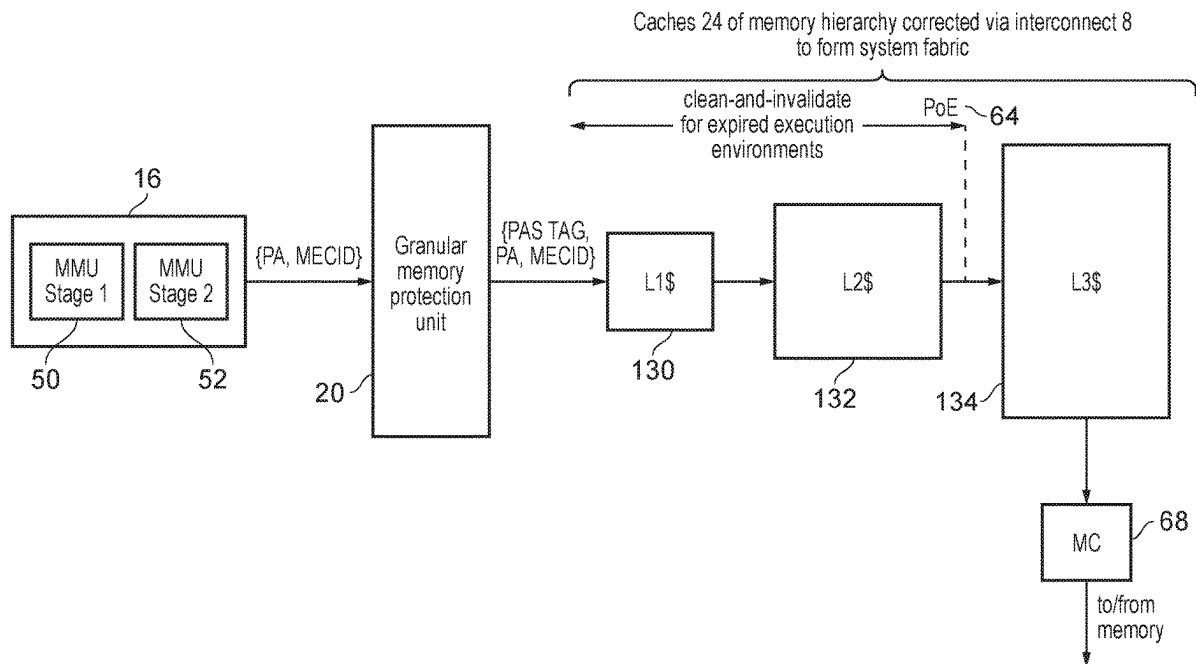 Caches 24 of memory hierarchy corrected via interconnect 8
to form system fabric
clean-and-invalidate
for expired execution
environments
PoE
64
16
MMU
Stage 1
MMU
Stage 2
50
52
{PA, MECID}
Granular
memory
protection
unit
20
{PAS TAG,
PA, MECID}
L1$
130
L2$
132
L3$
134
MC
68
to/from
memory